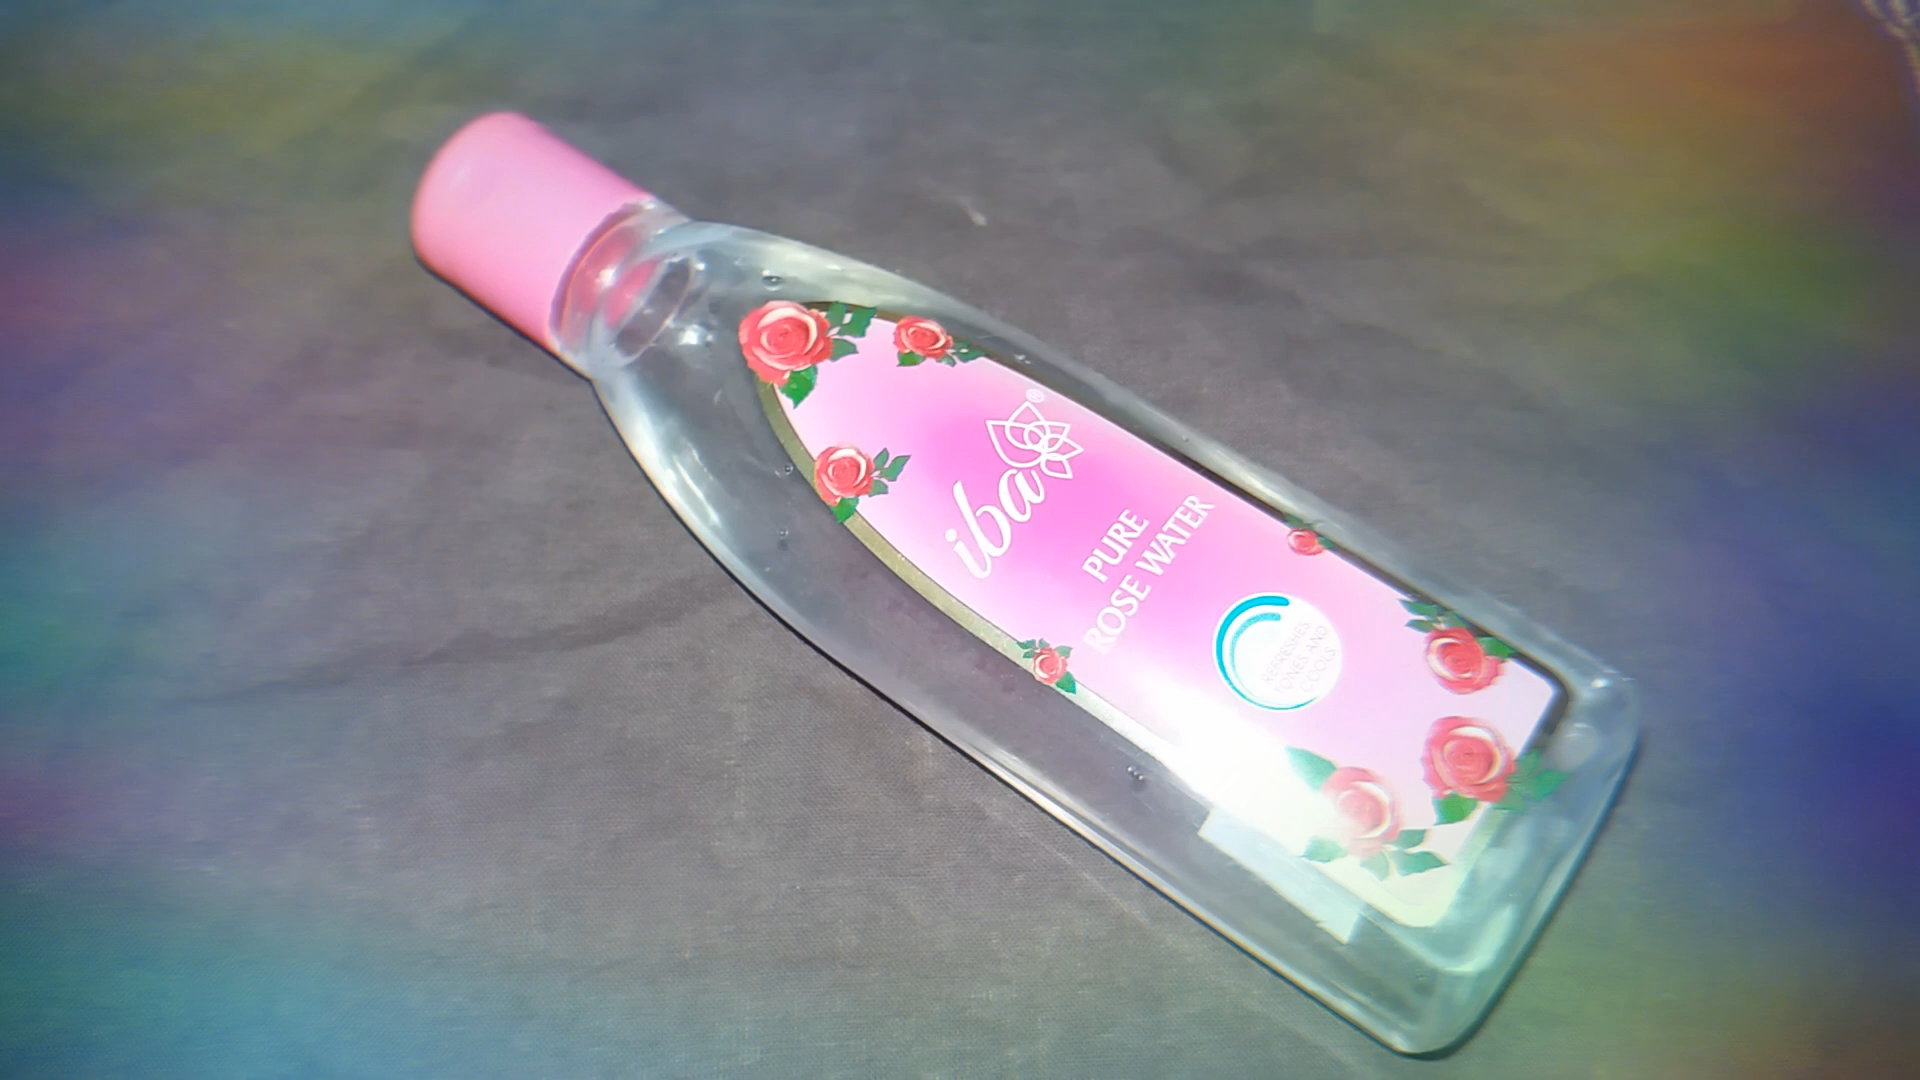 iba®
PURE
ROSE WATER
REFRESHES
TONES AND
COOLS